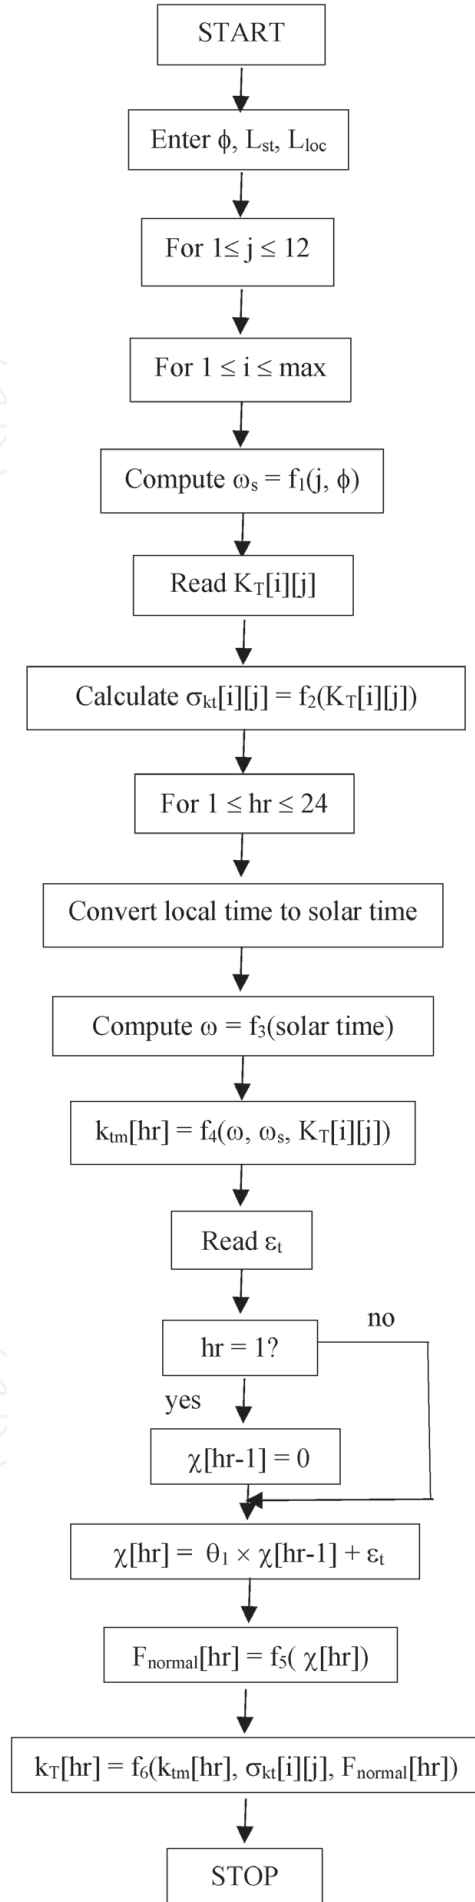 START
Enter ϕ, Lst, Lloc
For 1≤ j ≤ 12
For 1 ≤ i ≤ max
Compute ωs = f1(j, ϕ)
Read KT[i][j]
Calculate σkt[i][j] = f2(KT[i][j])
For 1 ≤ hr ≤ 24
Convert local time to solar time
Compute ω = f3(solar time)
ktm[hr] = f4(ω, ωs, KT[i][j])
Read εt
hr = 1?
no
yes
χ[hr-1] = 0
χ[hr] = θ1 × χ[hr-1] + εt
Fnormal[hr] = f5( χ[hr])
kT[hr] = f6(ktm[hr], σkt[i][j], Fnormal[hr])
STOP